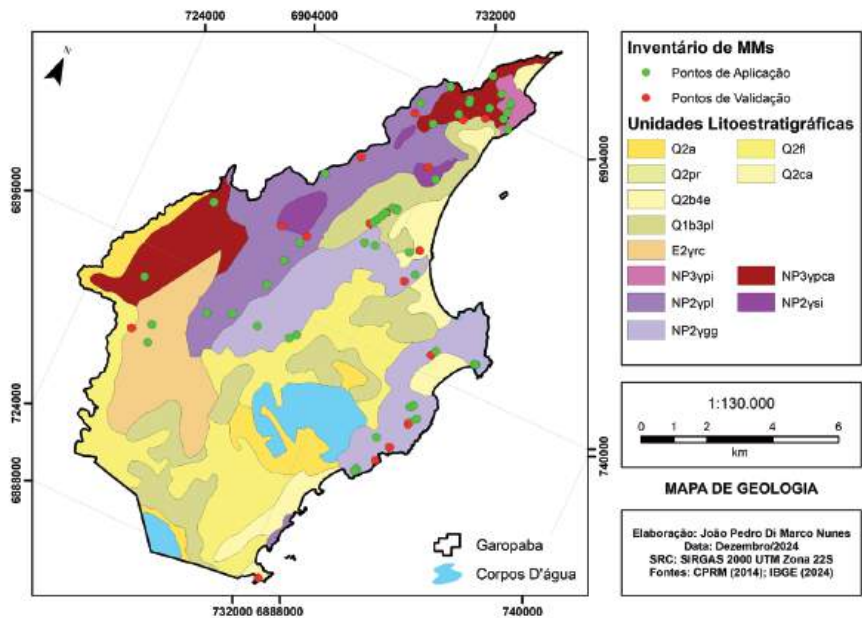 724000
6904000
732000
N
6896000
6904000
724000
6888000
740000
732000
6888000
740000
Garopaba
Corpos D'água
Inventário de MMs
Pontos de Aplicação
Pontos de Validação
Unidades Litoestratigráficas
Q2a
Q2fl
Q2pr
Q2ca
Q2b4e
Q1b3pl
E2γrc
NP3γpi
NP3γpca
NP2γpl
NP2γsi
NP2γgg
1:130.000
0 1 2 4 6
km
MAPA DE GEOLOGIA
Elaboração: João Pedro Di Marco Nunes
Data: Dezembro/2024
SRC: SIRGAS 2000 UTM Zona 22S
Fontes: CPRM (2014); IBGE (2024)